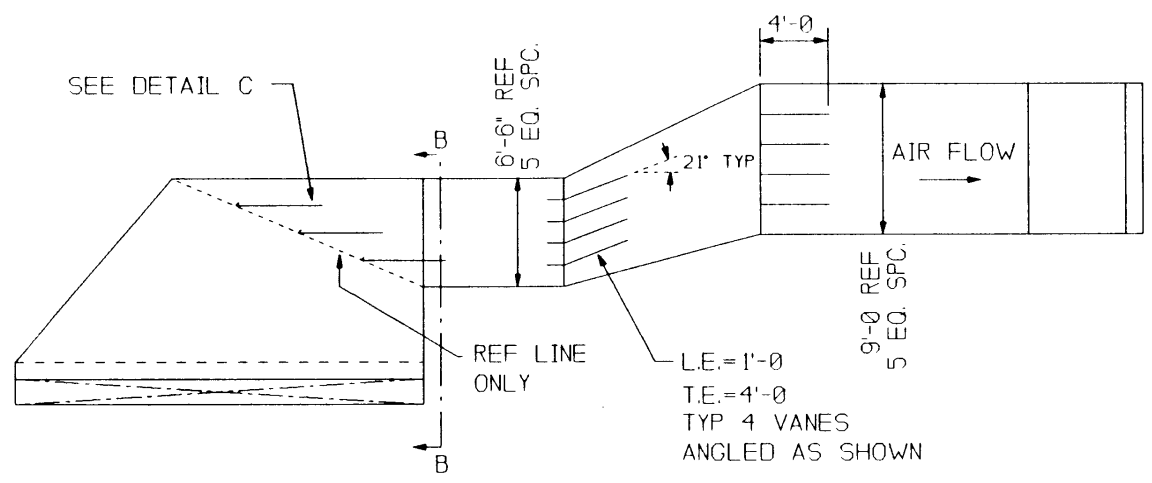 4'-0
SEE DETAIL C
6'-6" REF
5 EQ. SPC.
B
21° TYP
AIR FLOW
9'-0 REF
5 EQ. SPC.
REF LINE
ONLY
L.E.=1'-0
T.E.=4'-0
TYP 4 VANES
ANGLED AS SHOWN
B